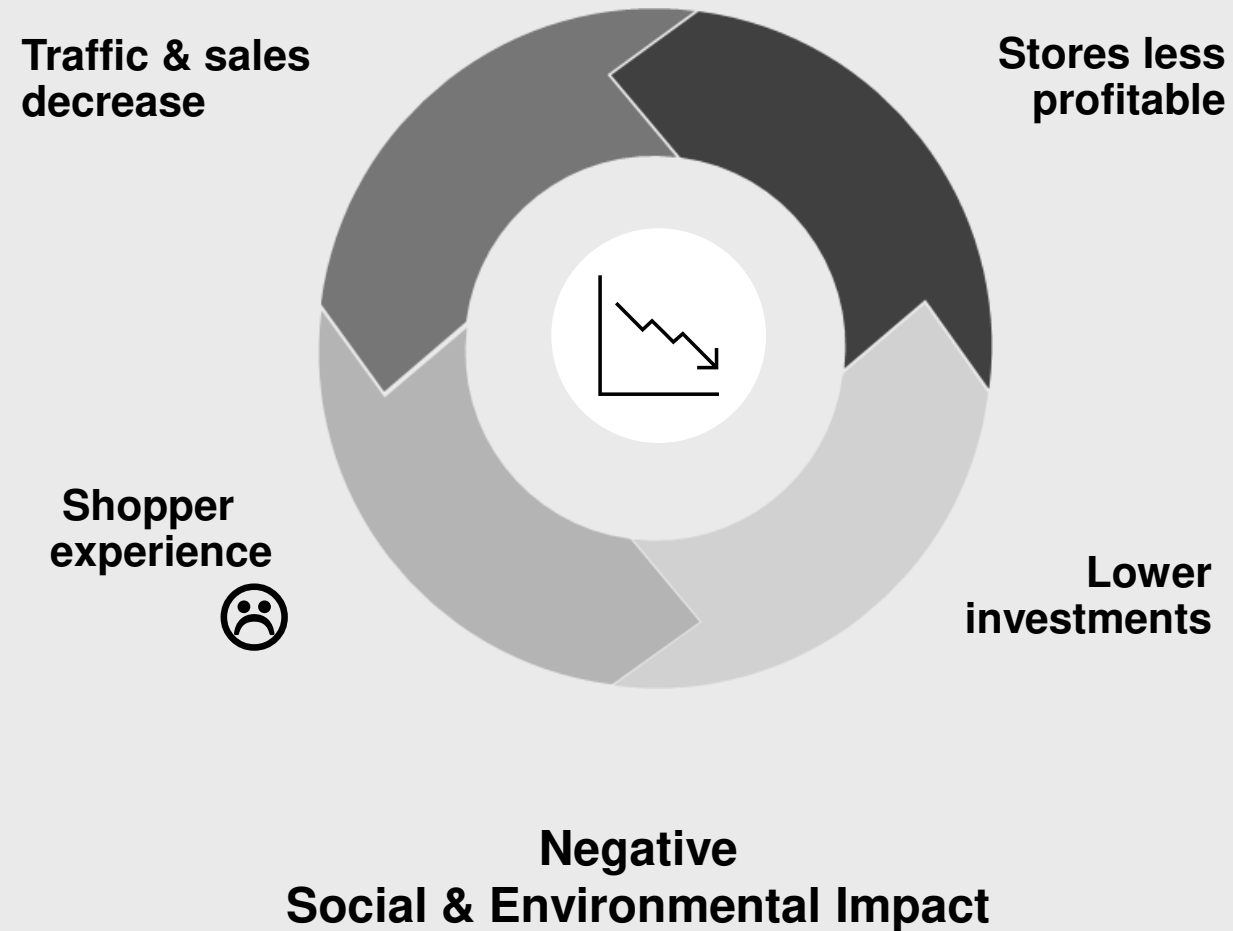 Traffic & sales
decrease
Stores less
profitable
Shopper
experience
Lower
investments
Negative
Social & Environmental Impact